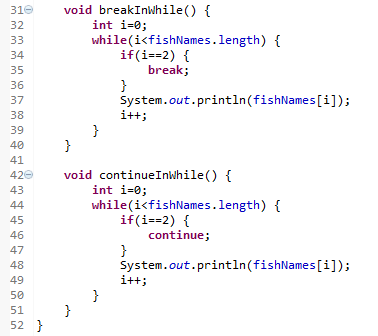 31 void breakInWhile() {
32 int i=0;
33 while(i<fishNames.length) {
34 if(i==2) {
35 break;
36 }
37 System.out.println(fishNames[i]);
38 i++;
39 }
40 }
41
42 void continueInWhile() {
43 int i=0;
44 while(i<fishNames.length) {
45 if(i==2) {
46 continue;
47 }
48 System.out.println(fishNames[i]);
49 i++;
50 }
51 }
52 }